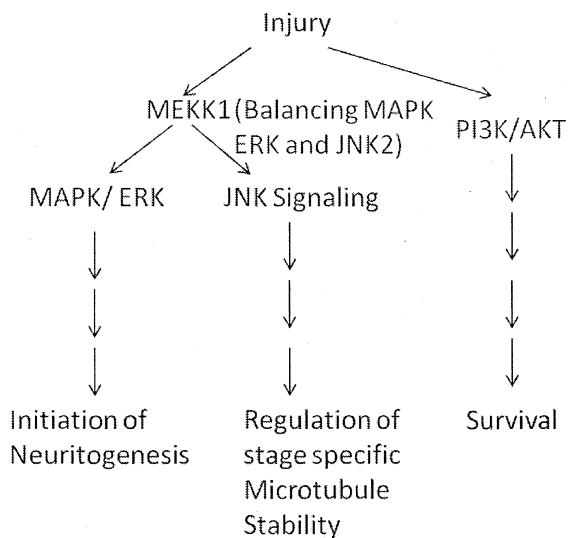 Injury
MEKK1(Balancing MAPK
ERK and JNK2)
PI3K/AKT
MAPK/ ERK
JNK Signaling
Initiation of
Neuritogenesis
Regulation of
stage specific
Microtubule
Stability
Survival